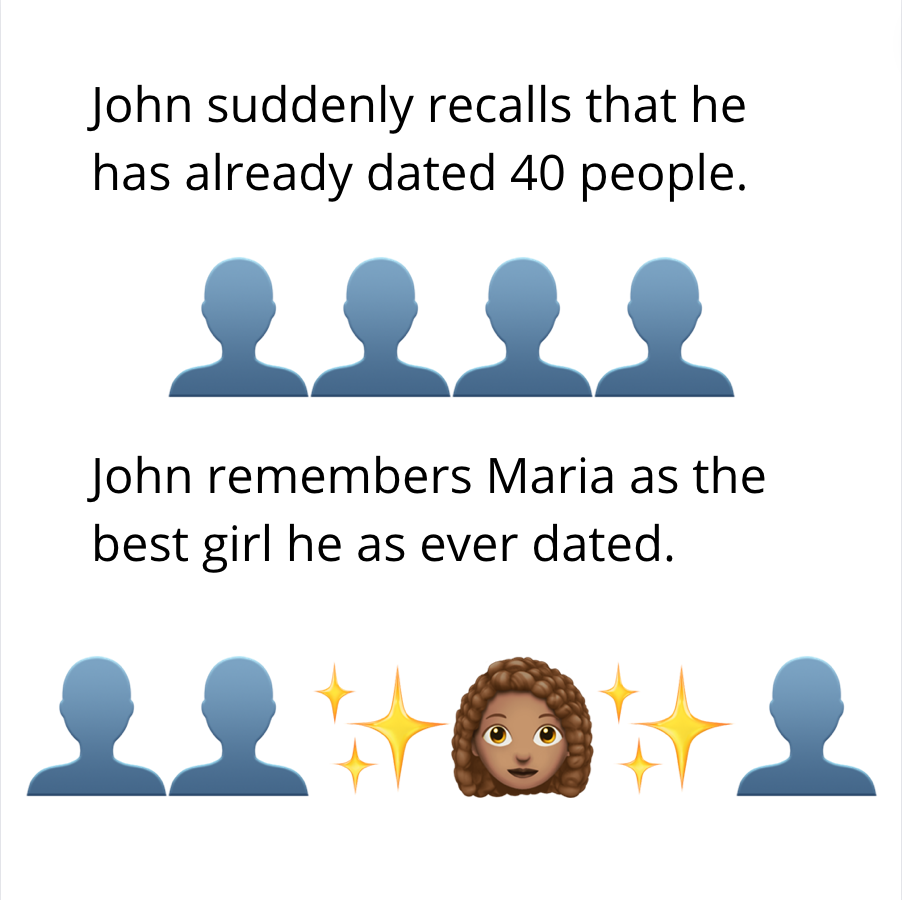 John suddenly recalls that he
has already dated 40 people.
John remembers Maria as the
best girl he as ever dated.